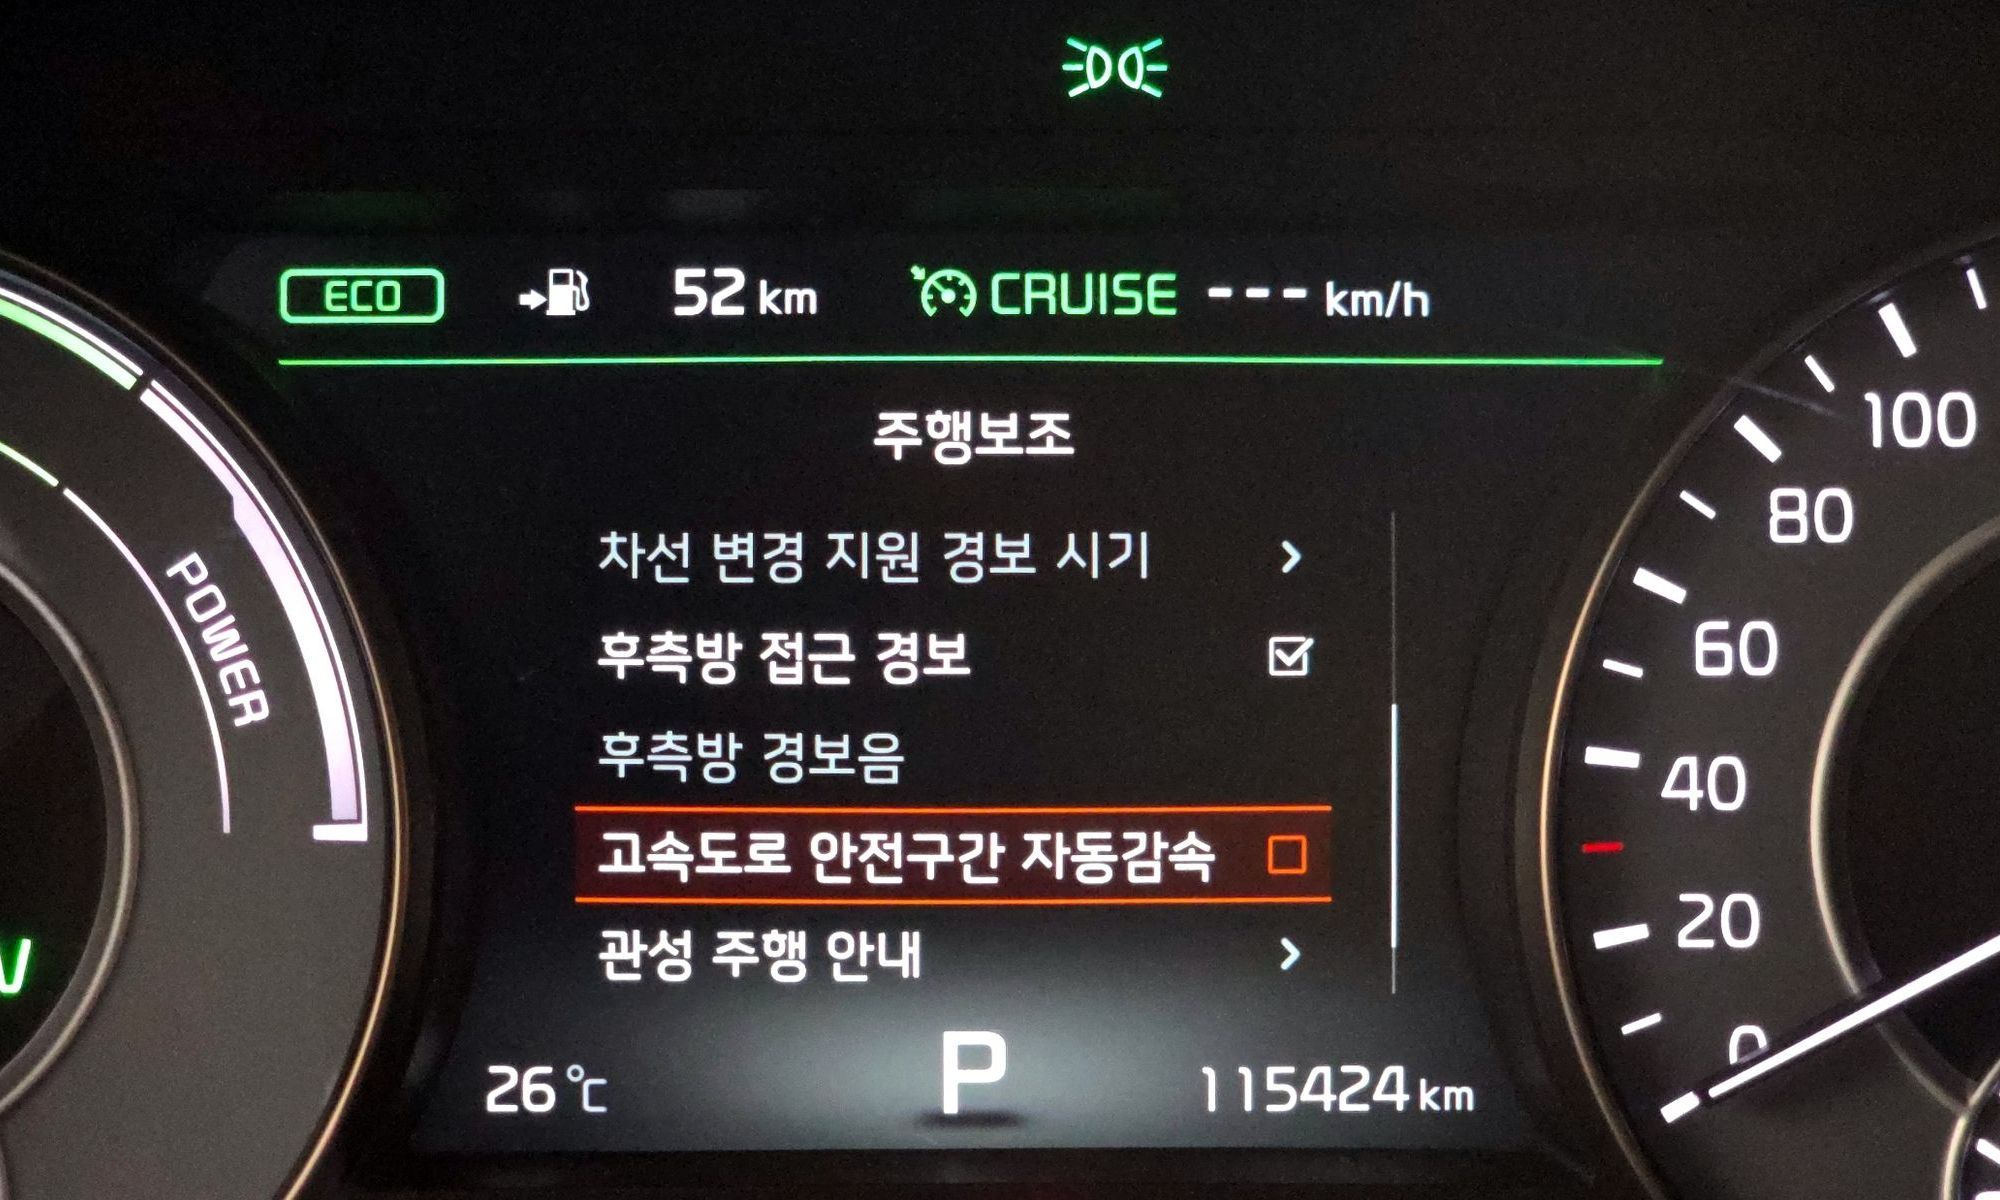 ECO 52 km CRUISE --- km/h
주행보조
차선 변경 지원 경보 시기
후측방 접근 경보
후측방 경보음
고속도로 안전구간 자동감속
관성 주행 안내
26 ℃ P 115424 km
POWER
100
80
60
40
20
0